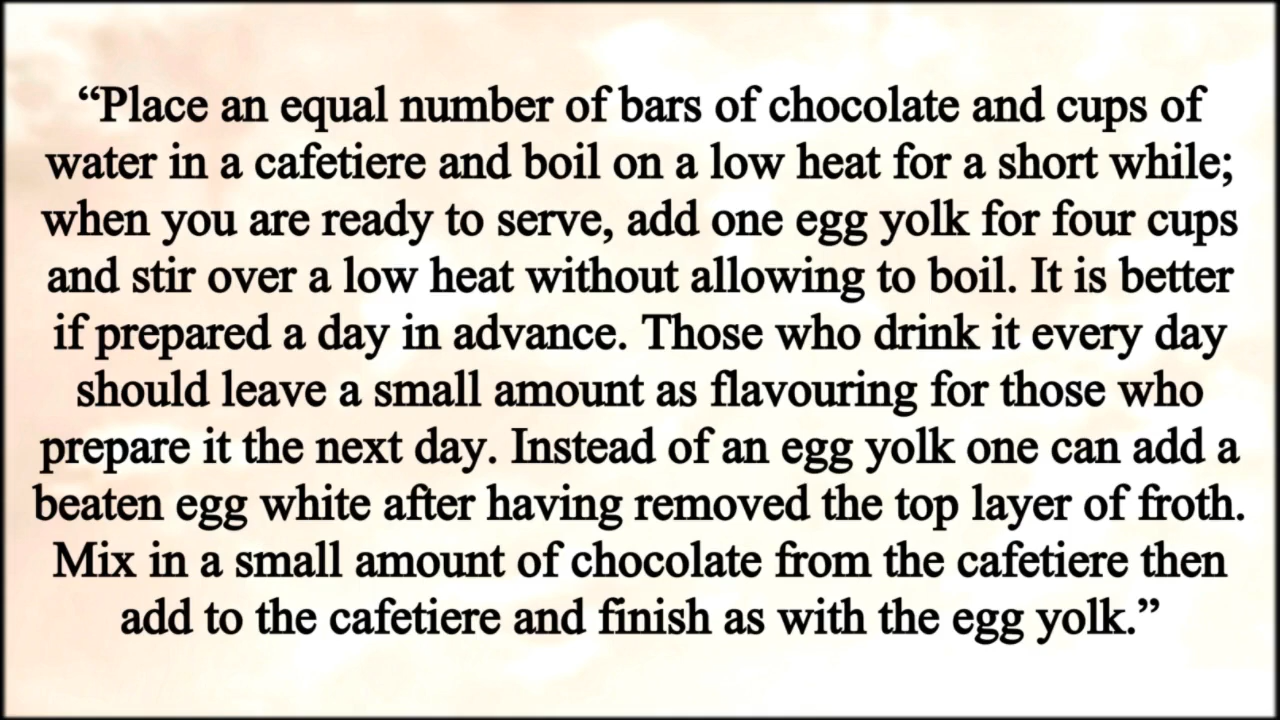 “Place an equal number of bars of chocolate and cups of
water in a cafetiere and boil on a low heat for a short while;
when you are ready to serve, add one egg yolk for four cups
and stir over a low heat without allowing to boil. It is better
if prepared a day in advance. Those who drink it every day
should leave a small amount as flavouring for those who
prepare it the next day. Instead of an egg yolk one can add a
beaten egg white after having removed the top layer of froth.
Mix in a small amount of chocolate from the cafetiere then
add to the cafetiere and finish as with the egg yolk.”